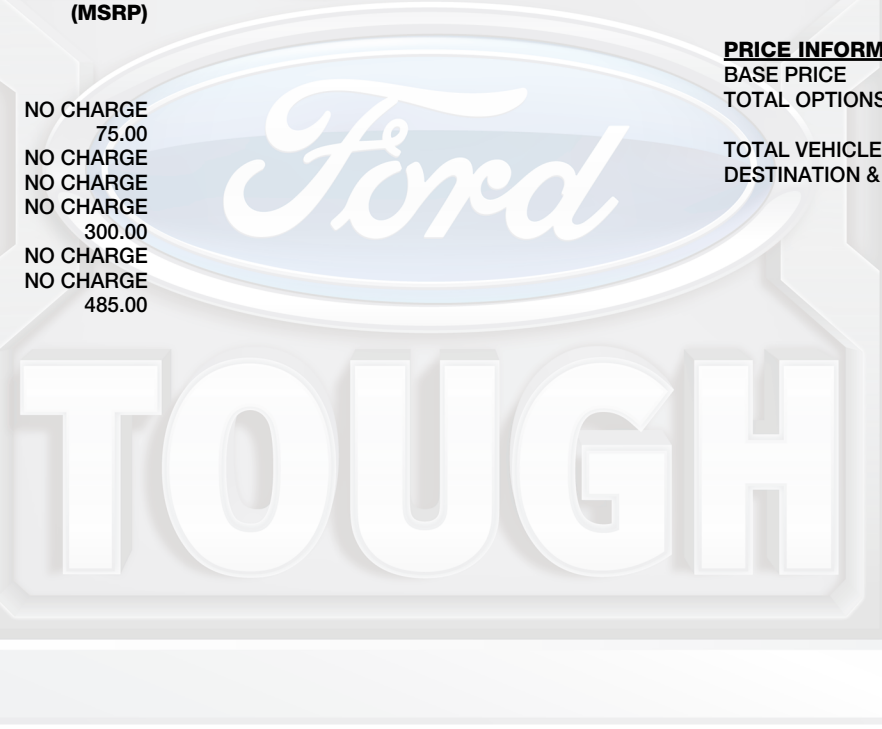 (MSRP)
NO CHARGE
75.00
NO CHARGE
NO CHARGE
NO CHARGE
300.00
NO CHARGE
NO CHARGE
485.00
PRICE INFORM
BASE PRICE
TOTAL OPTIONS
TOTAL VEHICLE
DESTINATION &
Ford
TOUGH